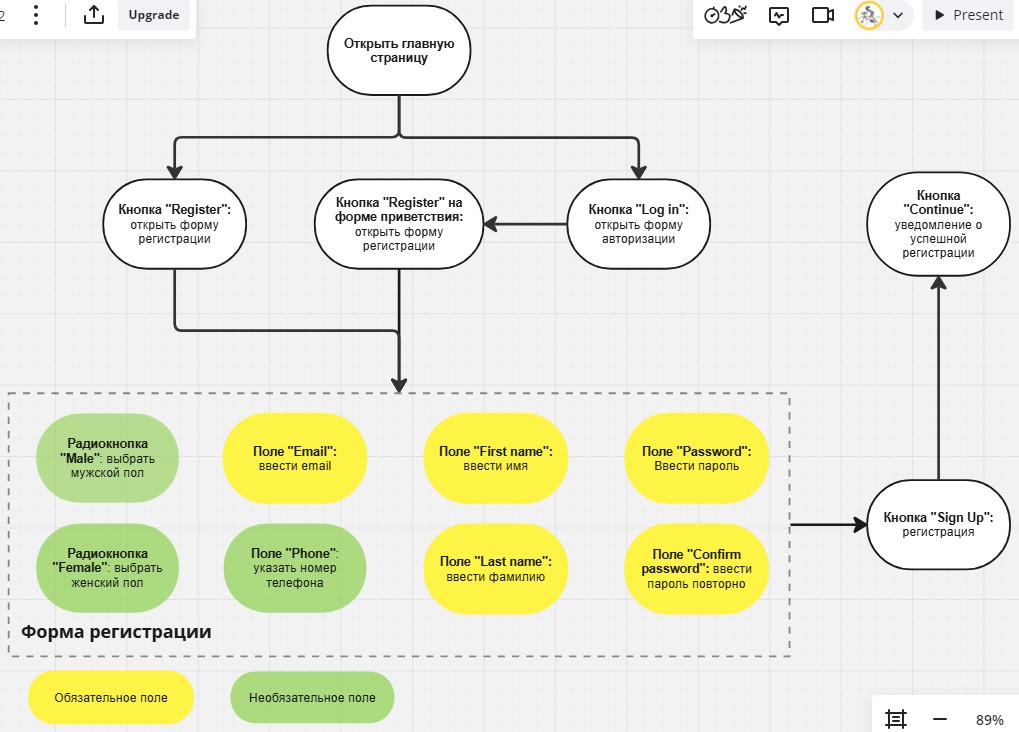 2
Upgrade
Present
Открыть главную
страницу
Кнопка "Register":
открыть форму
регистрации
Кнопка "Register" на
форме приветствия:
открыть форму
регистрации
Кнопка "Log in":
открыть форму
авторизации
Кнопка
"Continue":
уведомление о
успешной
регистрации
Радиокнопка
"Male": выбрать
мужской пол
Поле "Email":
ввести email
Поле "First name":
ввести имя
Поле "Password":
Ввести пароль
Радиокнопка
"Female": выбрать
женский пол
Поле "Phone":
указать номер
телефона
Поле "Last name":
ввести фамилию
Поле "Confirm
password": ввести
пароль повторно
Кнопка "Sign Up":
регистрация
Форма регистрации
Обязательное поле
Необязательное поле
89%